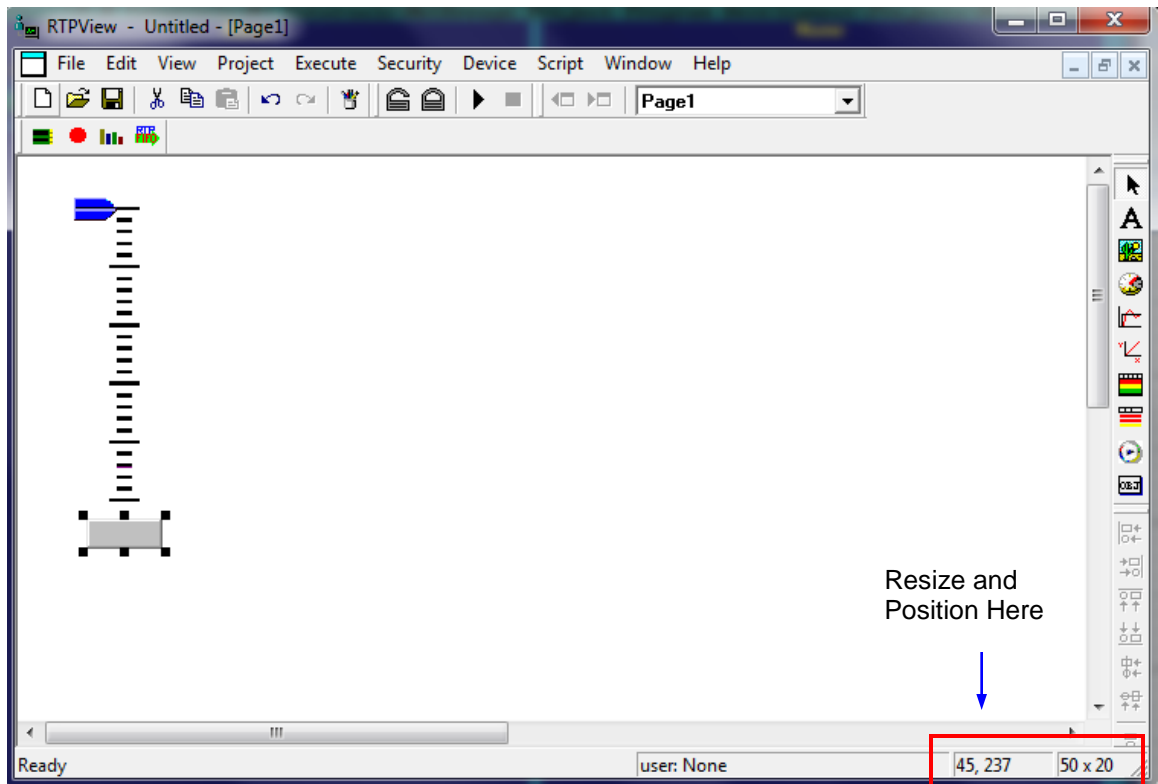 RTPView - Untitled - [Page1]
File Edit View Project Execute Security Device Script Window Help
Page1
RTP
FIFO
A
Y
X
OBJ
Resize and
Position Here
Ready
user: None
45, 237
50 x 20